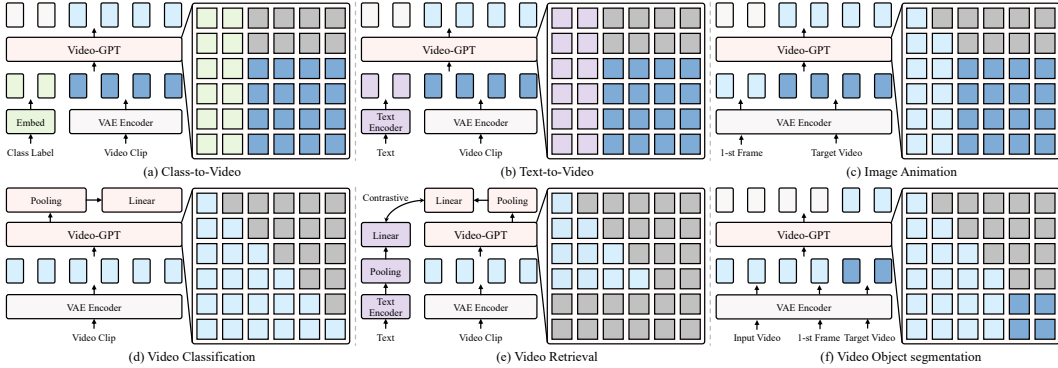 Video-GPT
Embed
VAE Encoder
Class Label
Video Clip
(a) Class-to-Video
Video-GPT
Text
Encoder
VAE Encoder
Text
Video Clip
(b) Text-to-Video
Video-GPT
VAE Encoder
1-st Frame
Target Video
(c) Image Animation
Pooling
Linear
Video-GPT
VAE Encoder
Video Clip
(d) Video Classification
Contrastive
Linear
Pooling
Linear
Video-GPT
Pooling
Text
Encoder
VAE Encoder
Text
Video Clip
(e) Video Retrieval
Video-GPT
VAE Encoder
Input Video
1-st Frame
Target Video
(f) Video Object segmentation